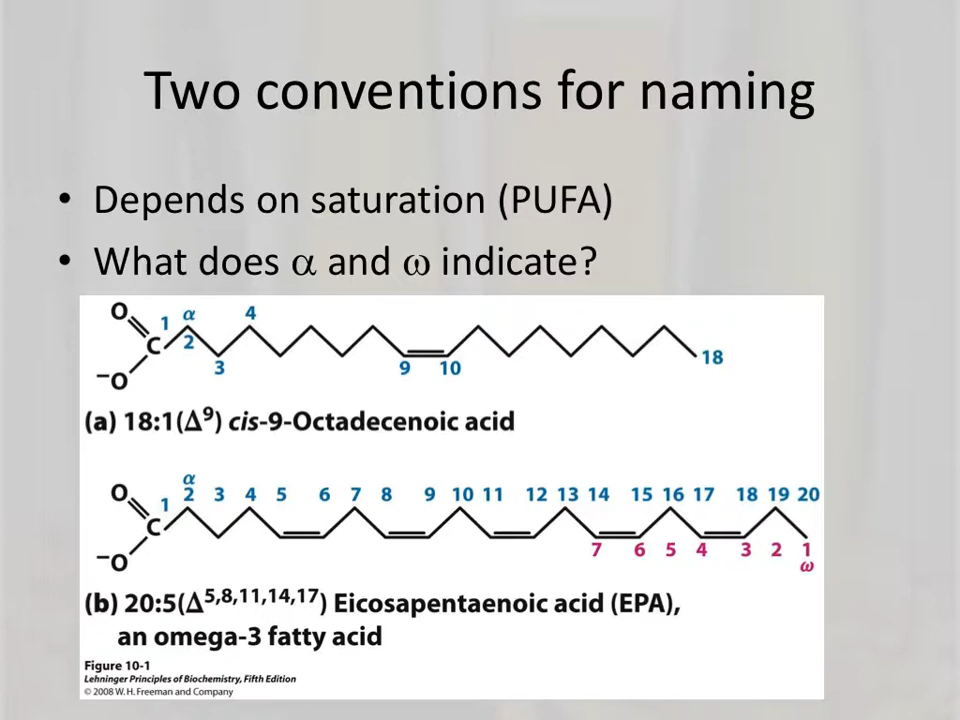 Two conventions for naming
• Depends on saturation (PUFA)
• What does α and ω indicate?
O
1 α 4
C 2
3 9 10 18
⁻O
(a) 18:1(Δ⁹) cis-9-Octadecenoic acid
α
O 1 2 3 4 5 6 7 8 9 10 11 12 13 14 15 16 17 18 19 20
C
⁻O 7 6 5 4 3 2 1
ω
(b) 20:5(Δ⁵,⁸,¹¹,¹⁴,¹⁷) Eicosapentaenoic acid (EPA),
an omega-3 fatty acid
Figure 10-1
Lehninger Principles of Biochemistry, Fifth Edition
© 2008 W. H. Freeman and Company